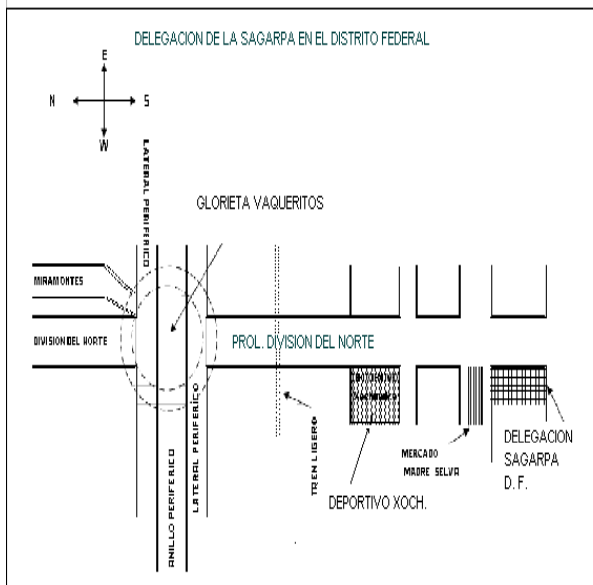 DELEGACION DE LA SAGARPA EN EL DISTRITO FEDERAL
E
N
S
W
LATERAL PERIFERICO
GLORIETA VAQUERITOS
MIRAMONTES
DIVISION DEL NORTE
PROL. DIVISION DEL NORTE
LATERAL PERIFERICO
ANILLO PERIFERICO
TREN LIGERO
DEPORTIVO XOCH.
MERCADO
MADRE SELVA
DELEGACION
SAGARPA
D. F.